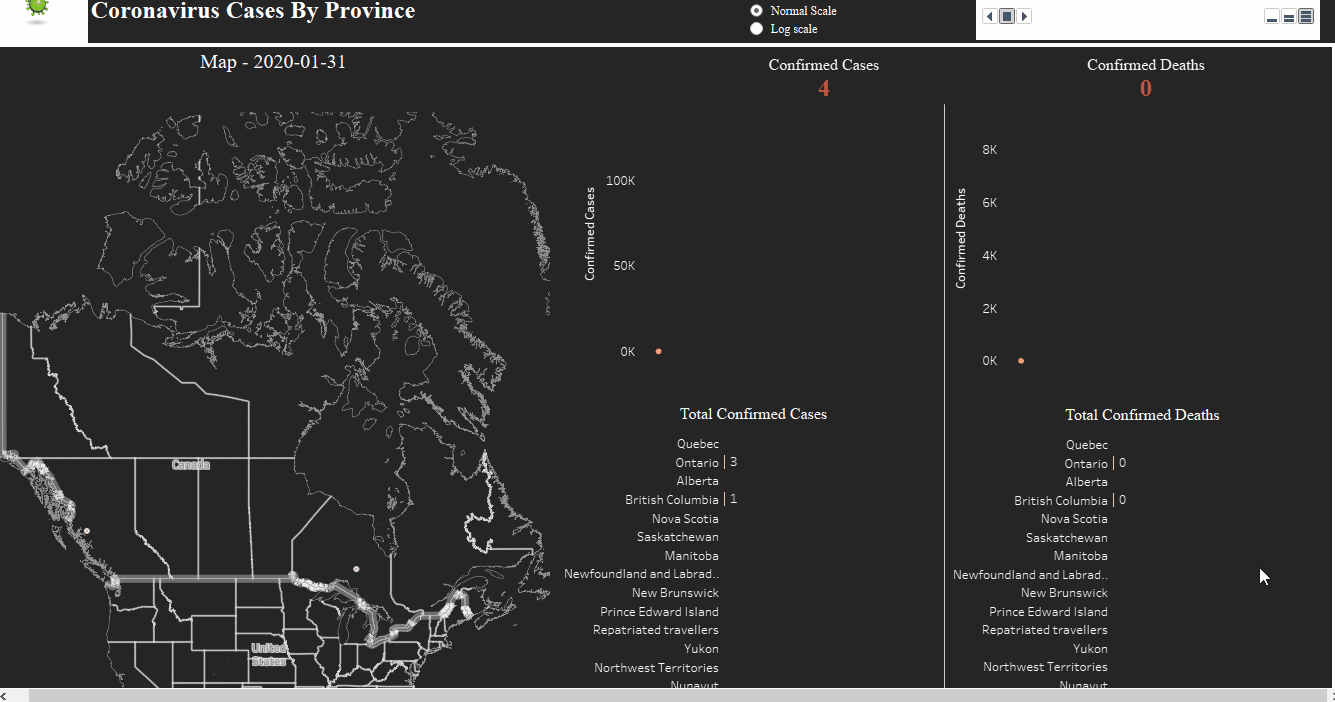 Coronavirus Cases By Province
Normal Scale
Log scale
Map - 2020-01-31
Confirmed Cases
4
Confirmed Deaths
0
Canada
United
States
Confirmed Cases
100K
50K
0K
Confirmed Deaths
8K
6K
4K
2K
0K
Total Confirmed Cases
Quebec
Ontario 3
Alberta
British Columbia 1
Nova Scotia
Saskatchewan
Manitoba
Newfoundland and Labrad..
New Brunswick
Prince Edward Island
Repatriated travellers
Yukon
Northwest Territories
Nunavut
Total Confirmed Deaths
Quebec
Ontario 0
Alberta
British Columbia 0
Nova Scotia
Saskatchewan
Manitoba
Newfoundland and Labrad..
New Brunswick
Prince Edward Island
Repatriated travellers
Yukon
Northwest Territories
Nunavut